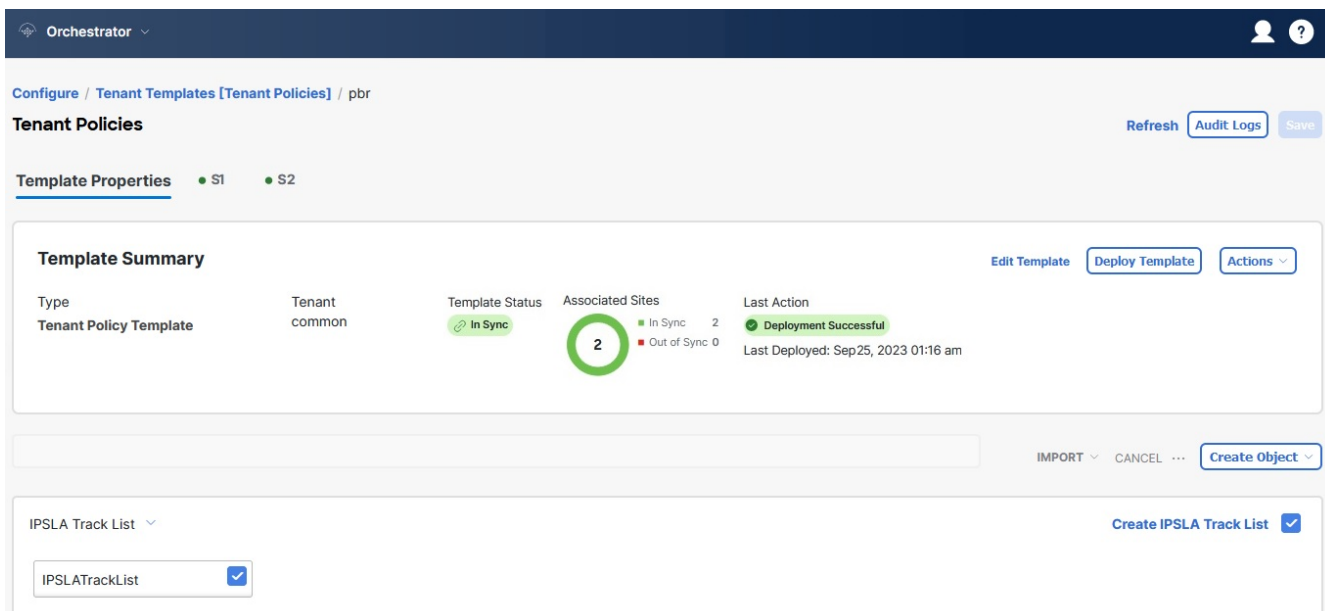 Orchestrator
?
Configure / Tenant Templates [Tenant Policies] / pbr
Tenant Policies
Refresh Audit Logs Save
Template Properties S1 S2
Template Summary
Edit Template Deploy Template Actions
Type
Tenant Policy Template
Tenant
common
Template Status
In Sync
Associated Sites
2
In Sync 2
Out of Sync 0
Last Action
Deployment Successful
Last Deployed: Sep25, 2023 01:16 am
IMPORT CANCEL ··· Create Object
IPSLA Track List
Create IPSLA Track List
IPSLATrackList